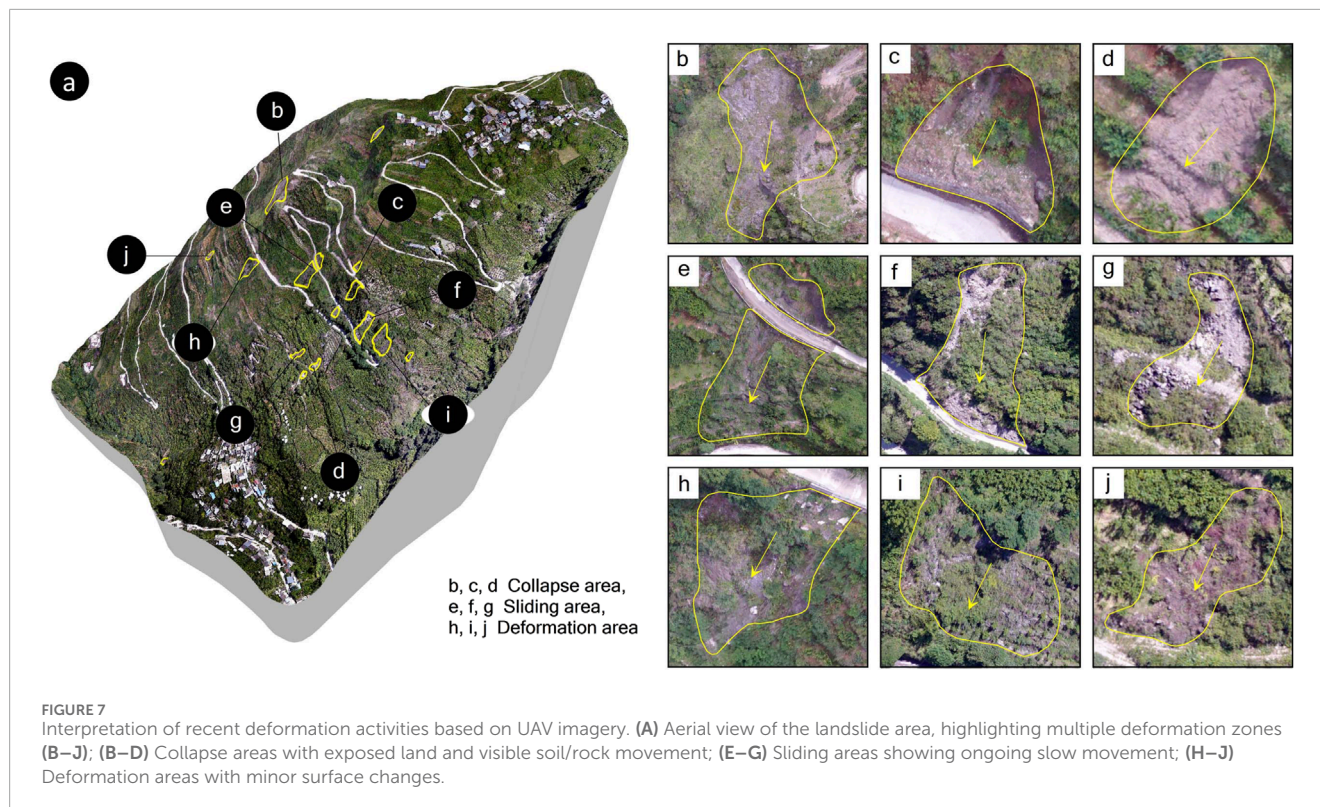 a
b
e
c
j
f
h
g
i
d
b, c, d Collapse area,
e, f, g Sliding area,
h, i, j Deformation area
b
c
d
e
f
g
h
i
j
FIGURE 7
Interpretation of recent deformation activities based on UAV imagery. (A) Aerial view of the landslide area, highlighting multiple deformation zones
(B–J); (B–D) Collapse areas with exposed land and visible soil/rock movement; (E–G) Sliding areas showing ongoing slow movement; (H–J)
Deformation areas with minor surface changes.